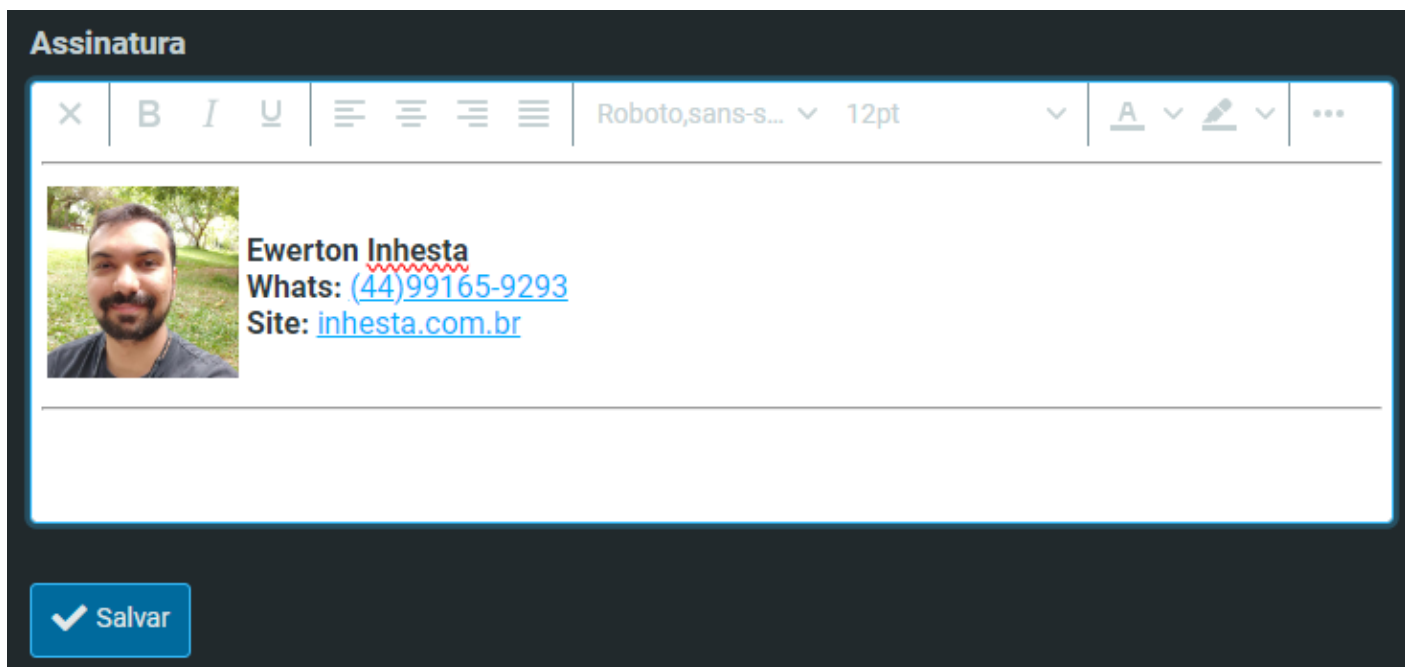 Assinatura
B I U Roboto,sans-s... 12pt A ...
Ewerton Inhesta
Whats: (44)99165-9293
Site: inhesta.com.br
Salvar